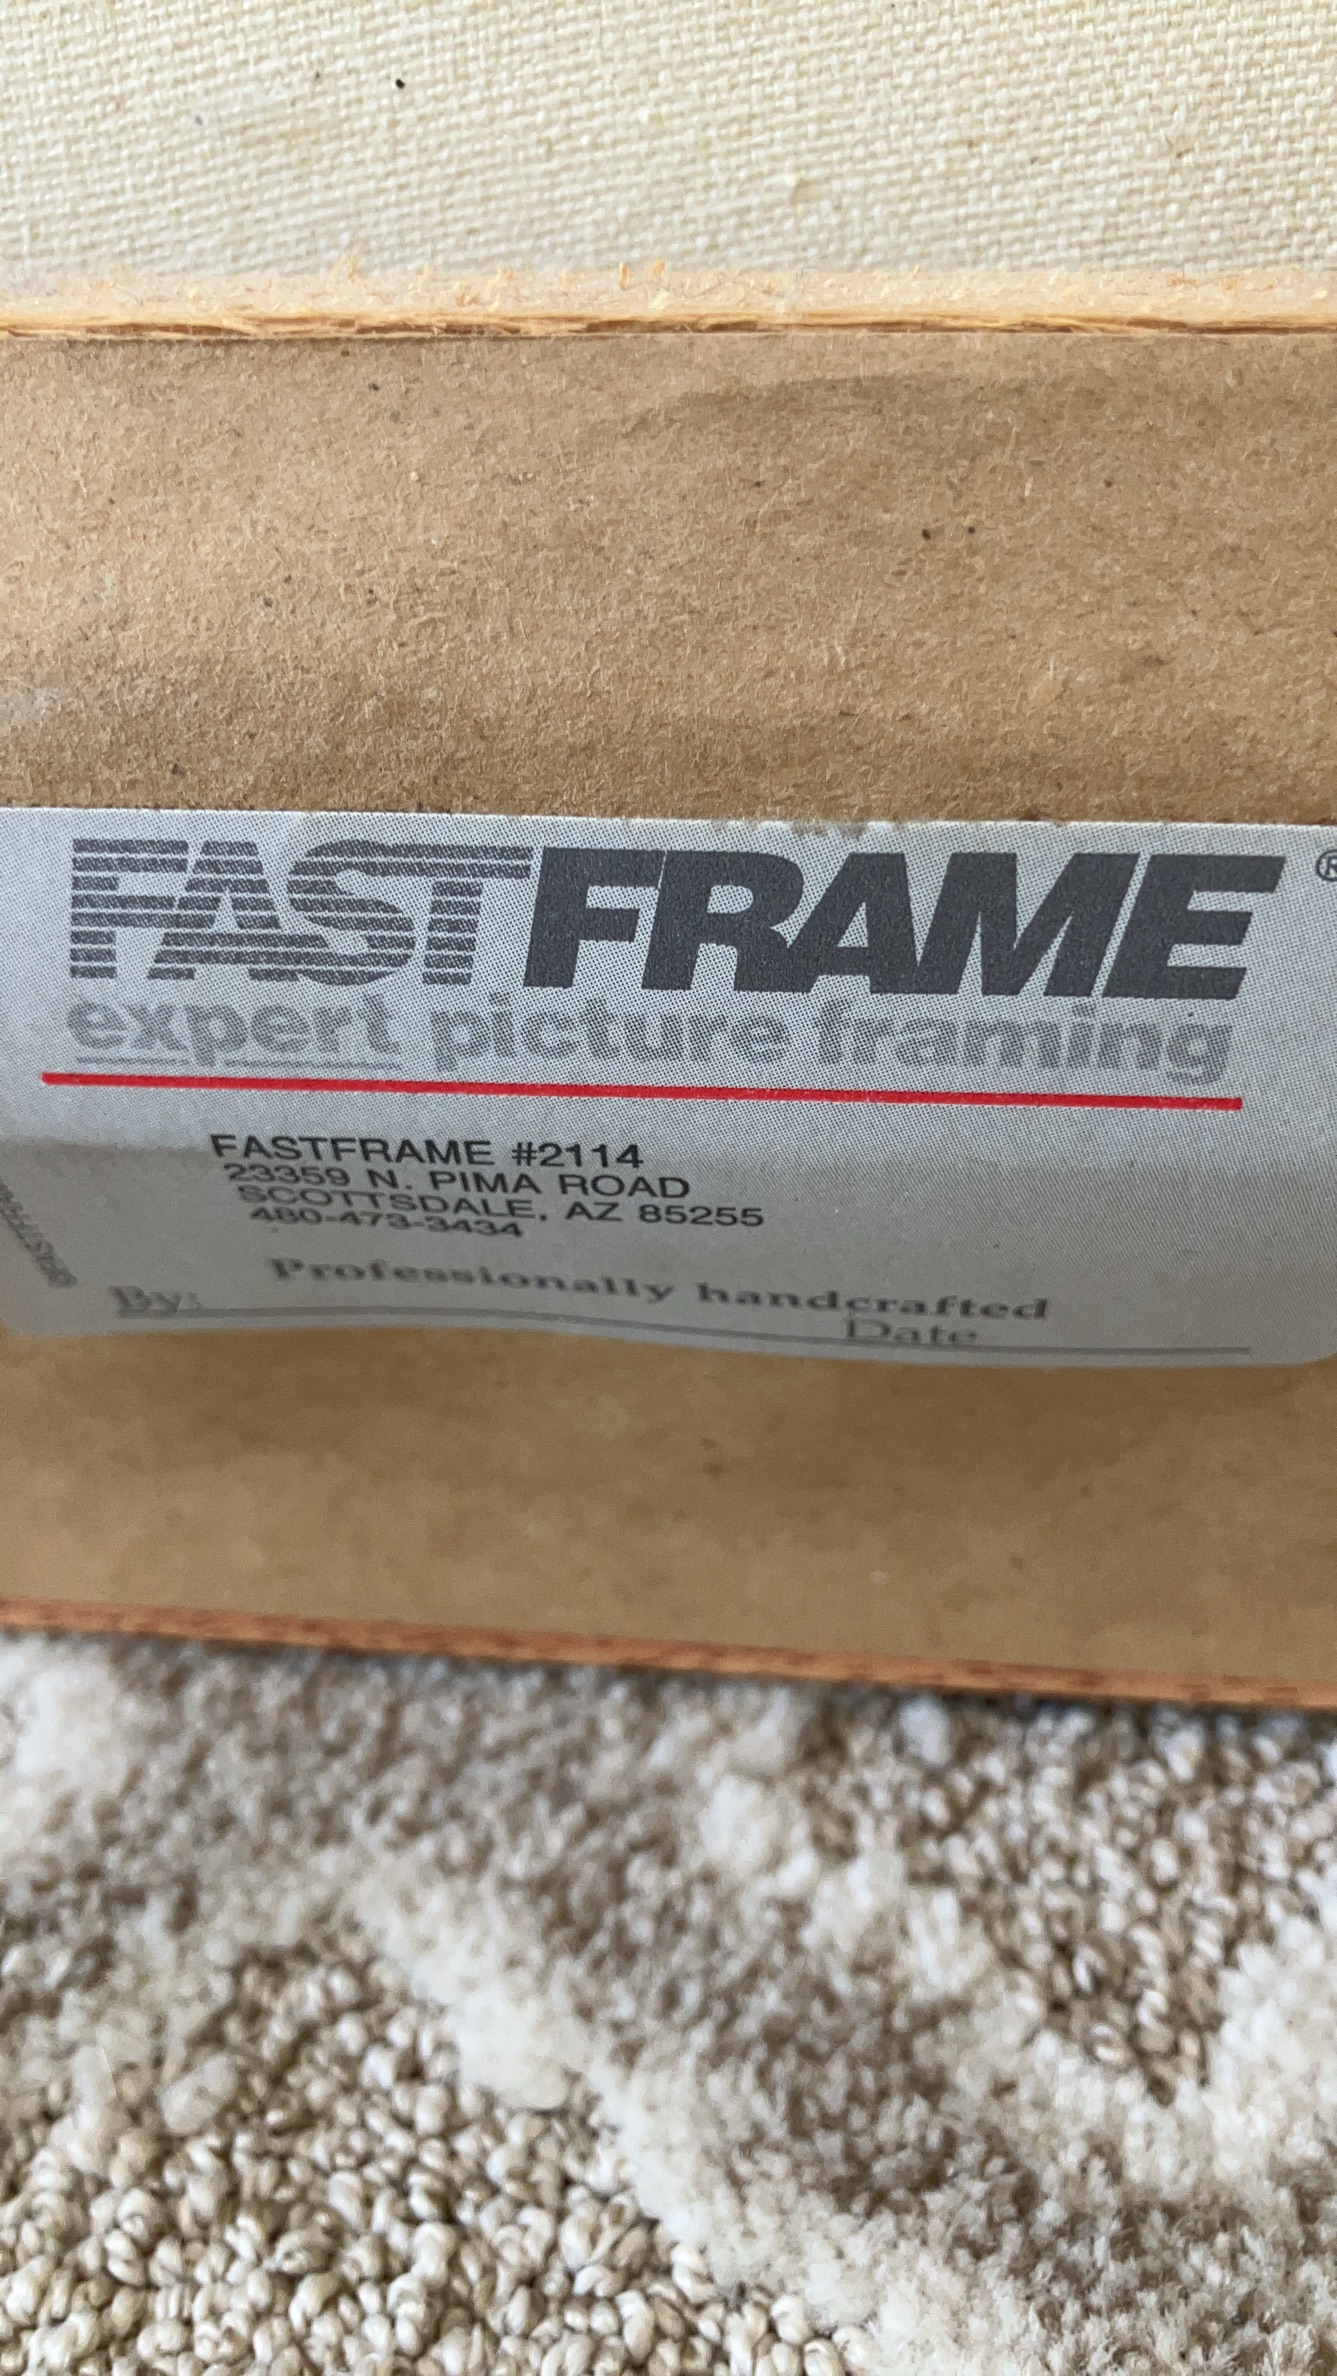 FASTFRAME ®
expert picture framing
FASTFRAME #2114
23359 N. PIMA ROAD
SCOTTSDALE, AZ 85255
480-473-3434
Professionally handcrafted
By: Date